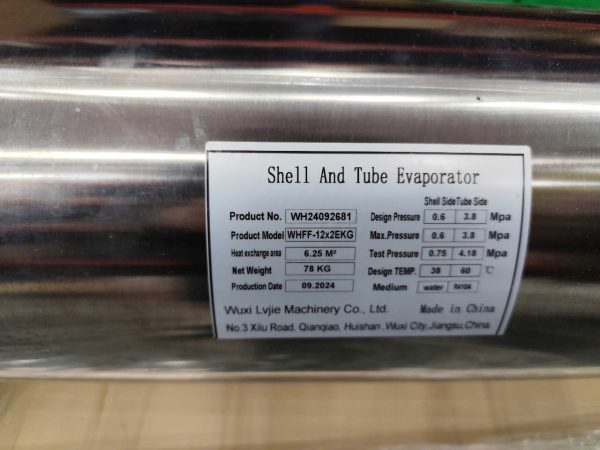 Shell And Tube Evaporator
Shell Side Tube Side
Product No. WH24092681 Design Pressure 0.6 3.8 Mpa
Product Model WHFF-12x2EKG Max.Pressure 0.6 3.8 Mpa
Heat exchange area 6.25 M² Test Pressure 0.75 4.18 Mpa
Net Weight 78 KG Design TEMP. 38 60 ℃
Production Date 09.2024 Medium water R410A
Wuxi Lvjie Machinery Co., Ltd. Made in China
No.3 Xilu Road, Qianqiao, Huishan .Wuxi City,Jiangsu,China.